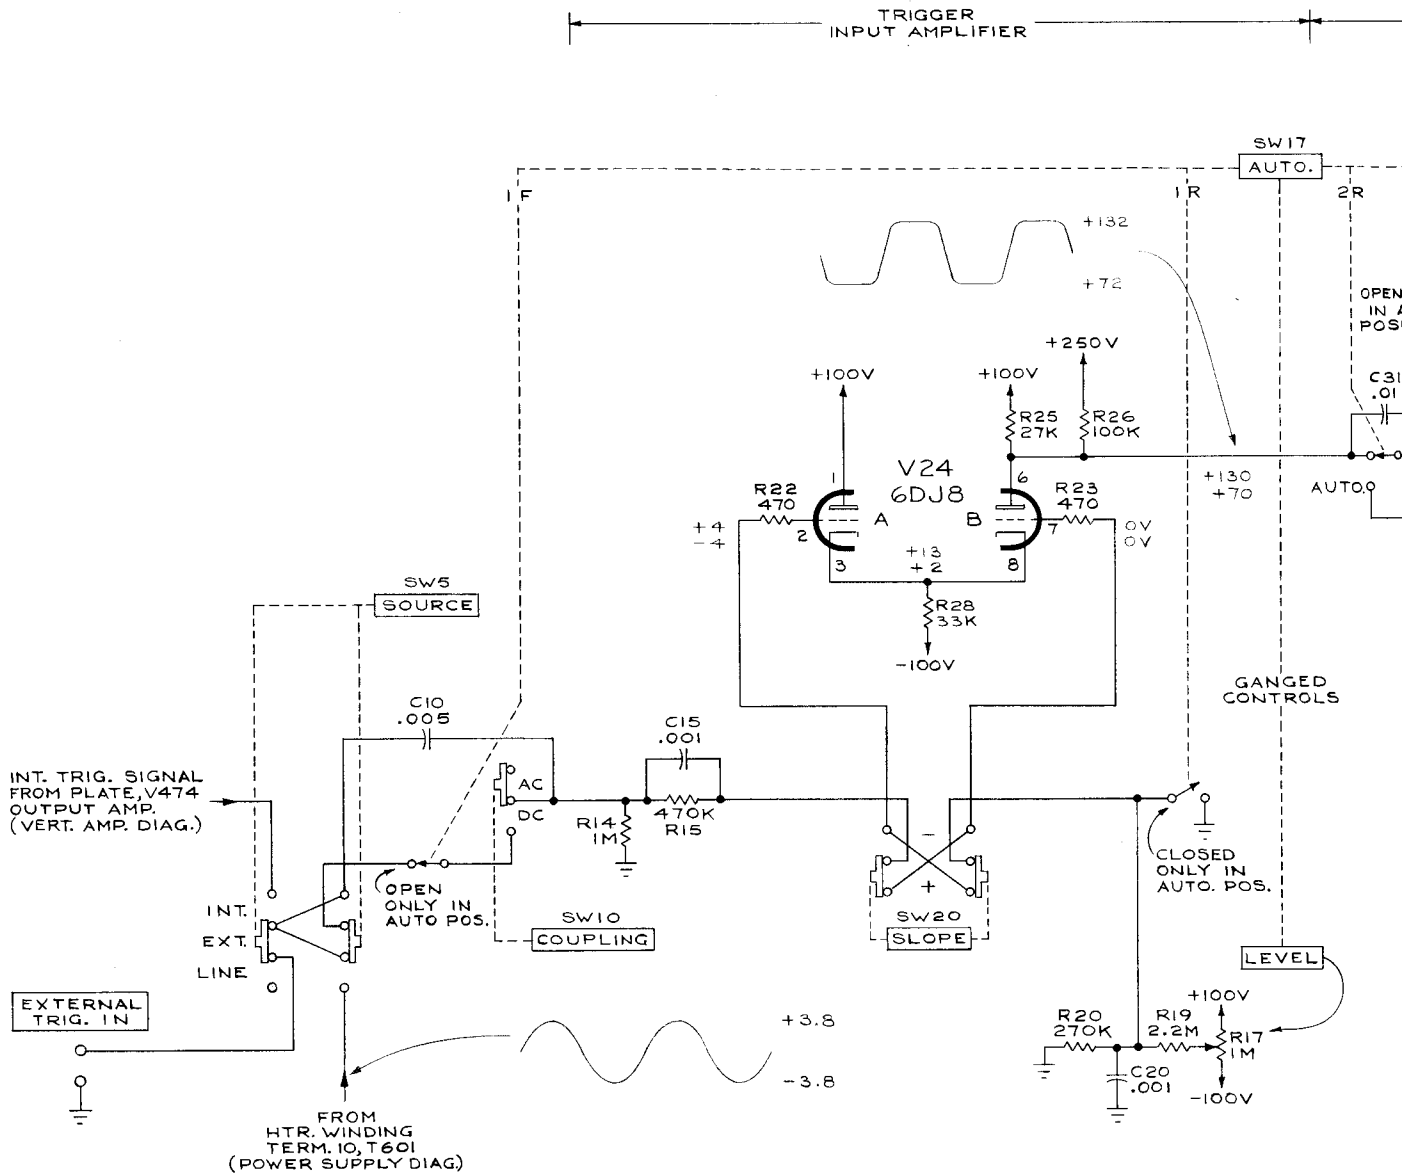 TRIGGER
INPUT AMPLIFIER
SW17
AUTO.
1F
1R
2R
+132
+72
OPEN
IN A
POS
+250V
+100V
+100V
C31
.01
R25
27K
R26
100K
V24
6DJ8
1
6
R22
470
R23
470
+130
+70
AUTO.
A
B
2
7
+4
-4
0V
0V
3
+13
+2
8
SW5
SOURCE
R28
33K
-100V
GANGED
CONTROLS
C10
.005
C15
.001
INT. TRIG. SIGNAL
FROM PLATE, V474
OUTPUT AMP.
(VERT. AMP. DIAG.)
AC
DC
R14
1M
470K
R15
-
+
OPEN
ONLY IN
AUTO POS.
CLOSED
ONLY IN
AUTO. POS.
INT.
EXT.
LINE
SW10
COUPLING
SW20
SLOPE
LEVEL
EXTERNAL
TRIG. IN
+3.8
-3.8
+100V
R20
270K
R19
2.2M
R17
1M
C20
.001
-100V
FROM
HTR. WINDING
TERM. 10, T601
(POWER SUPPLY DIAG.)